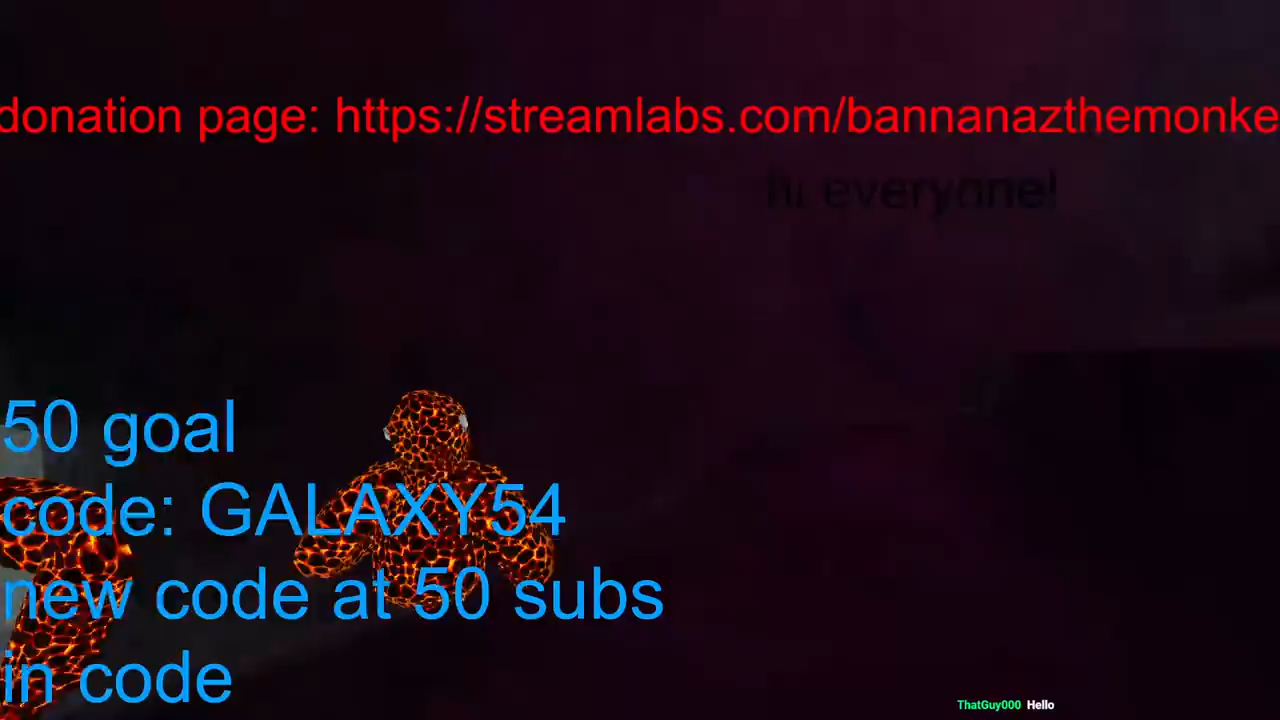 donation page: https://streamlabs.com/bannanazthemonke
hi everyone!
50 goal
code: GALAXY54
new code at 50 subs
in code
ThatGuy000 Hello